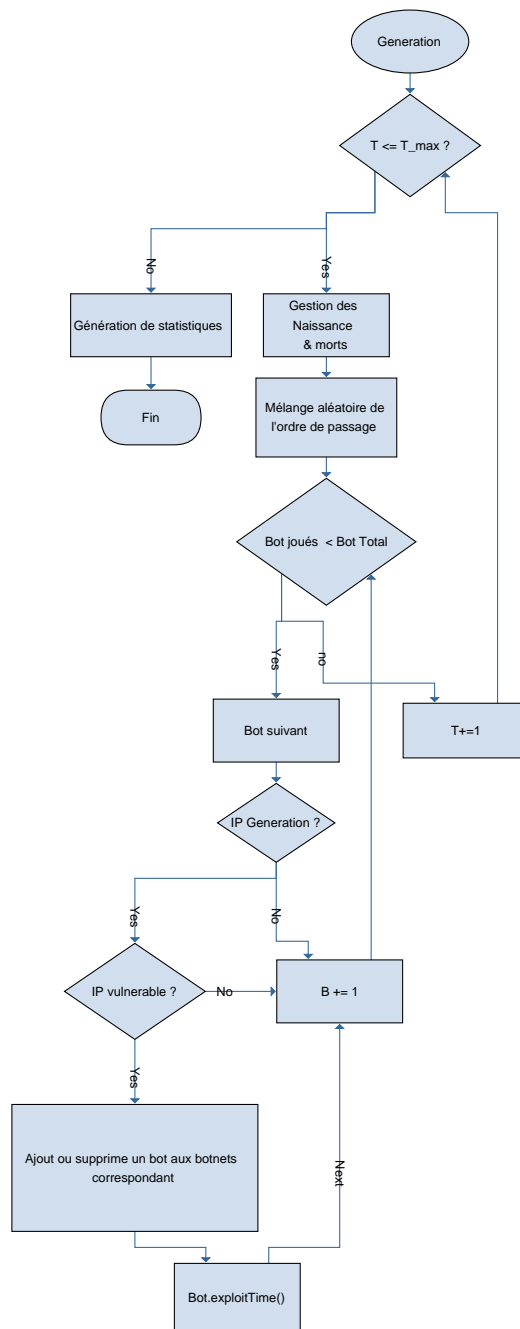 Generation
T <= T_max ?
No
Yes
Génération de statistiques
Gestion des
Naissance
& morts
Fin
Mélange aléatoire de
l'ordre de passage
Bot joués < Bot Total
Yes
no
Bot suivant
T+=1
IP Generation ?
Yes
No
IP vulnerable ?
No
B += 1
Yes
Ajout ou supprime un bot aux botnets
correspondant
Next
Bot.exploitTime()